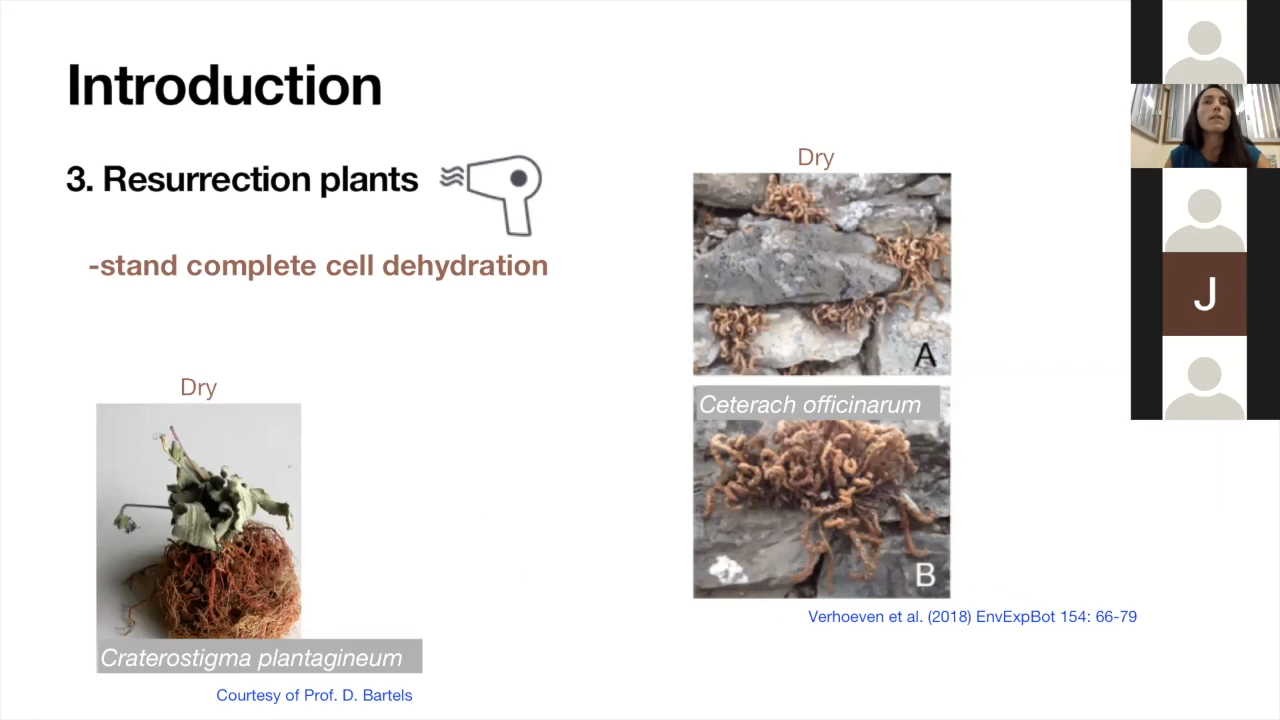 Introduction
3. Resurrection plants
-stand complete cell dehydration
Dry
Craterostigma plantagineum
Courtesy of Prof. D. Bartels
Dry
A
Ceterach officinarum
B
Verhoeven et al. (2018) EnvExpBot 154: 66-79
J